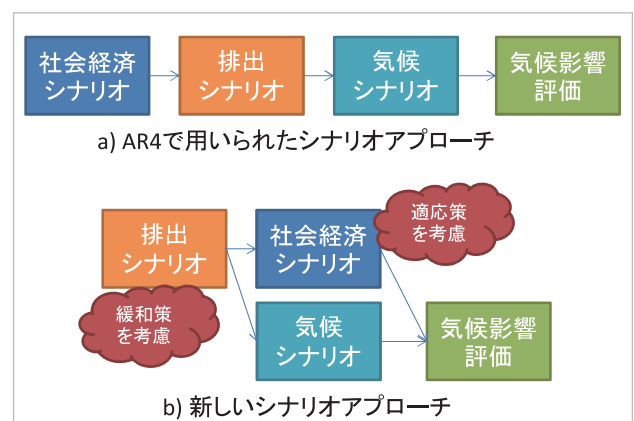 社会経済
シナリオ
排出
シナリオ
気候
シナリオ
気候影響
評価
a) AR4で用いられたシナリオアプローチ
排出
シナリオ
社会経済
シナリオ
適応策
を考慮
緩和策
を考慮
気候
シナリオ
気候影響
評価
b) 新しいシナリオアプローチ